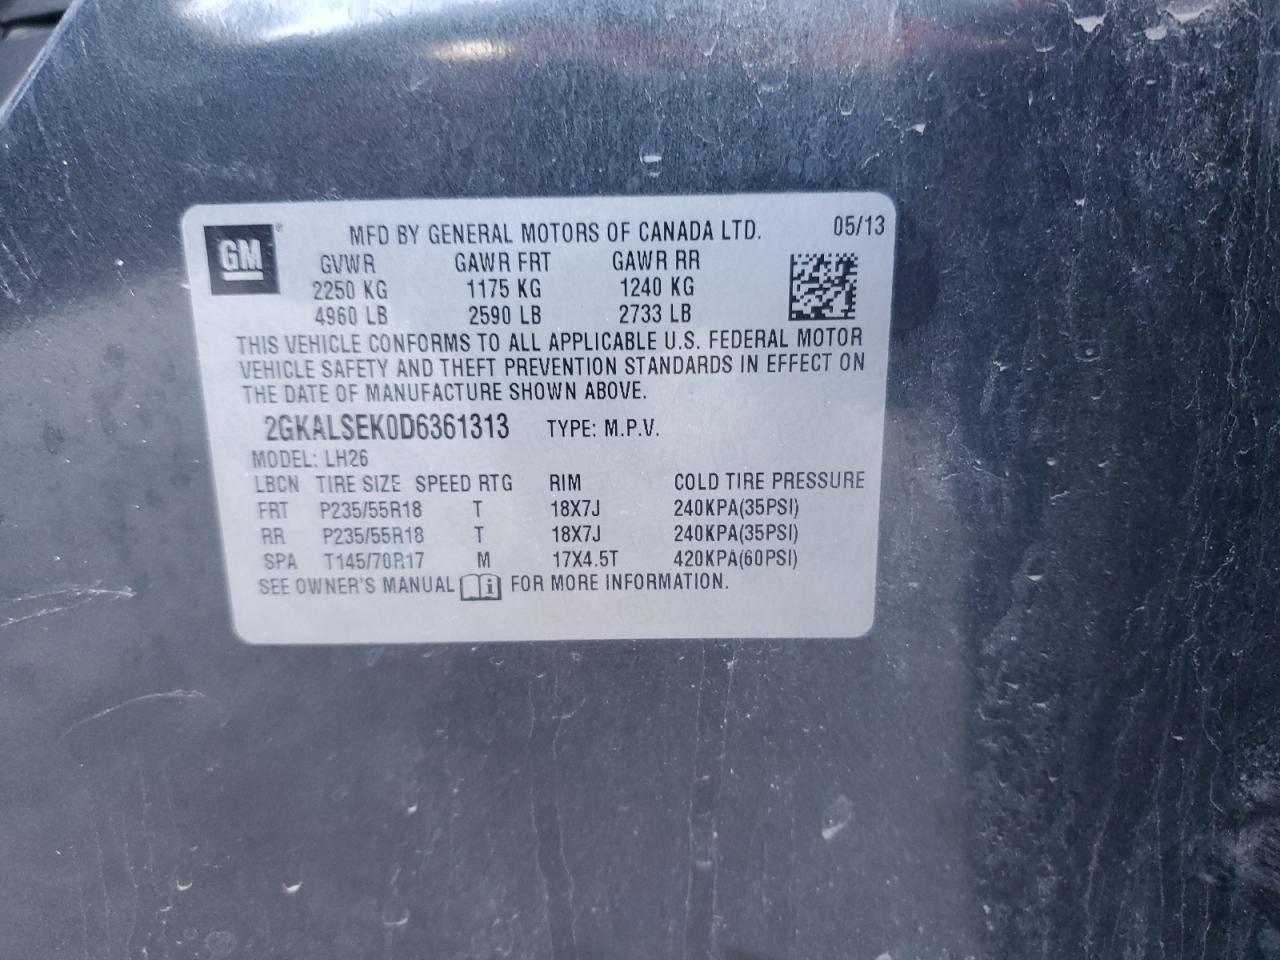 GM
MFD BY GENERAL MOTORS OF CANADA LTD. 05/13
GVWR GAWR FRT GAWR RR
2250 KG 1175 KG 1240 KG
4960 LB 2590 LB 2733 LB
THIS VEHICLE CONFORMS TO ALL APPLICABLE U.S. FEDERAL MOTOR
VEHICLE SAFETY AND THEFT PREVENTION STANDARDS IN EFFECT ON
THE DATE OF MANUFACTURE SHOWN ABOVE.
2GKALSEK0D6361313 TYPE: M.P.V.
MODEL: LH26
LBCN TIRE SIZE SPEED RTG RIM COLD TIRE PRESSURE
FRT P235/55R18 T 18X7J 240KPA(35PSI)
RR P235/55R18 T 18X7J 240KPA(35PSI)
SPA T145/70R17 M 17X4.5T 420KPA(60PSI)
SEE OWNER'S MANUAL FOR MORE INFORMATION.